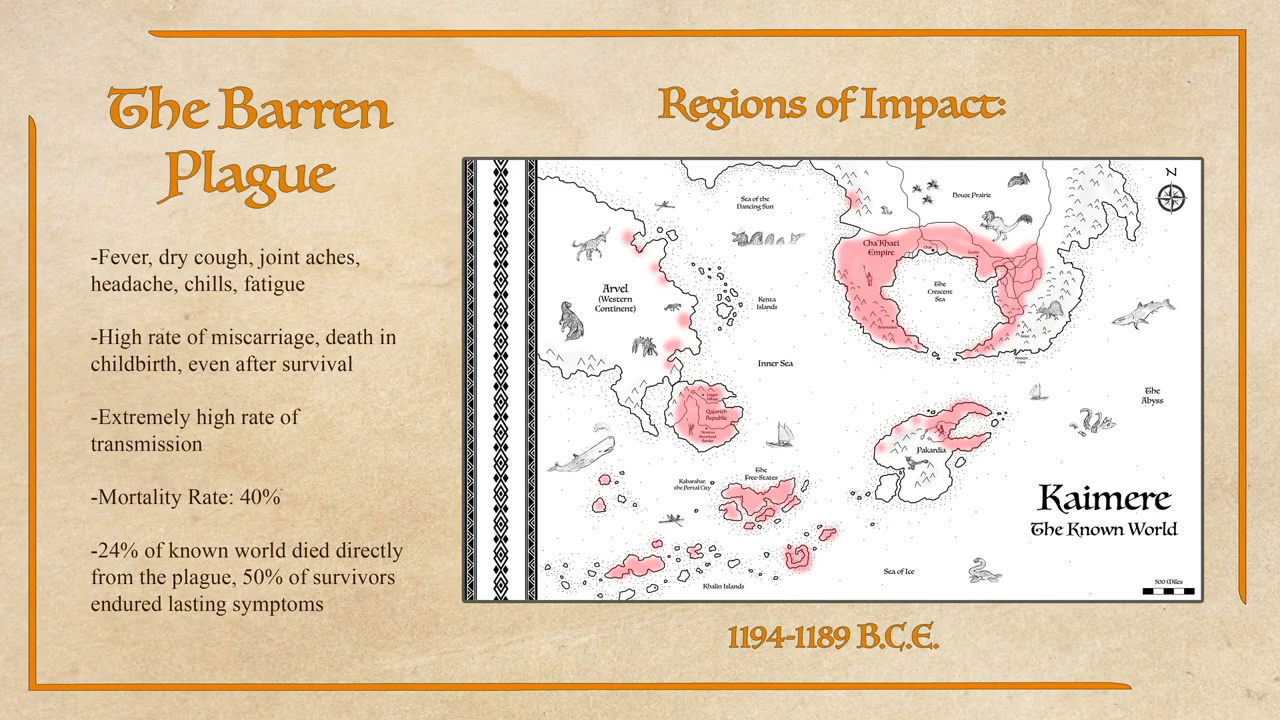 The Barren
Plague
-Fever, dry cough, joint aches,
headache, chills, fatigue
-High rate of miscarriage, death in
childbirth, even after survival
-Extremely high rate of
transmission
-Mortality Rate: 40%
-24% of known world died directly
from the plague, 50% of survivors
endured lasting symptoms
Regions of Impact:
Sea of the
Dancing Sun
Houze Prairie
N
Cha'Khati
Empire
The
Crescent
Sea
Arvel
(Western
Continent)
Kenta
Islands
Inner Sea
The
Abyss
Qajarish
Republic
Pakardia
The
Free-States
Kabarahar,
the Portal City
Kaimere
The Known World
Sea of Ice
Khalin Islands
500 Miles
1194-1189 B.C.E.